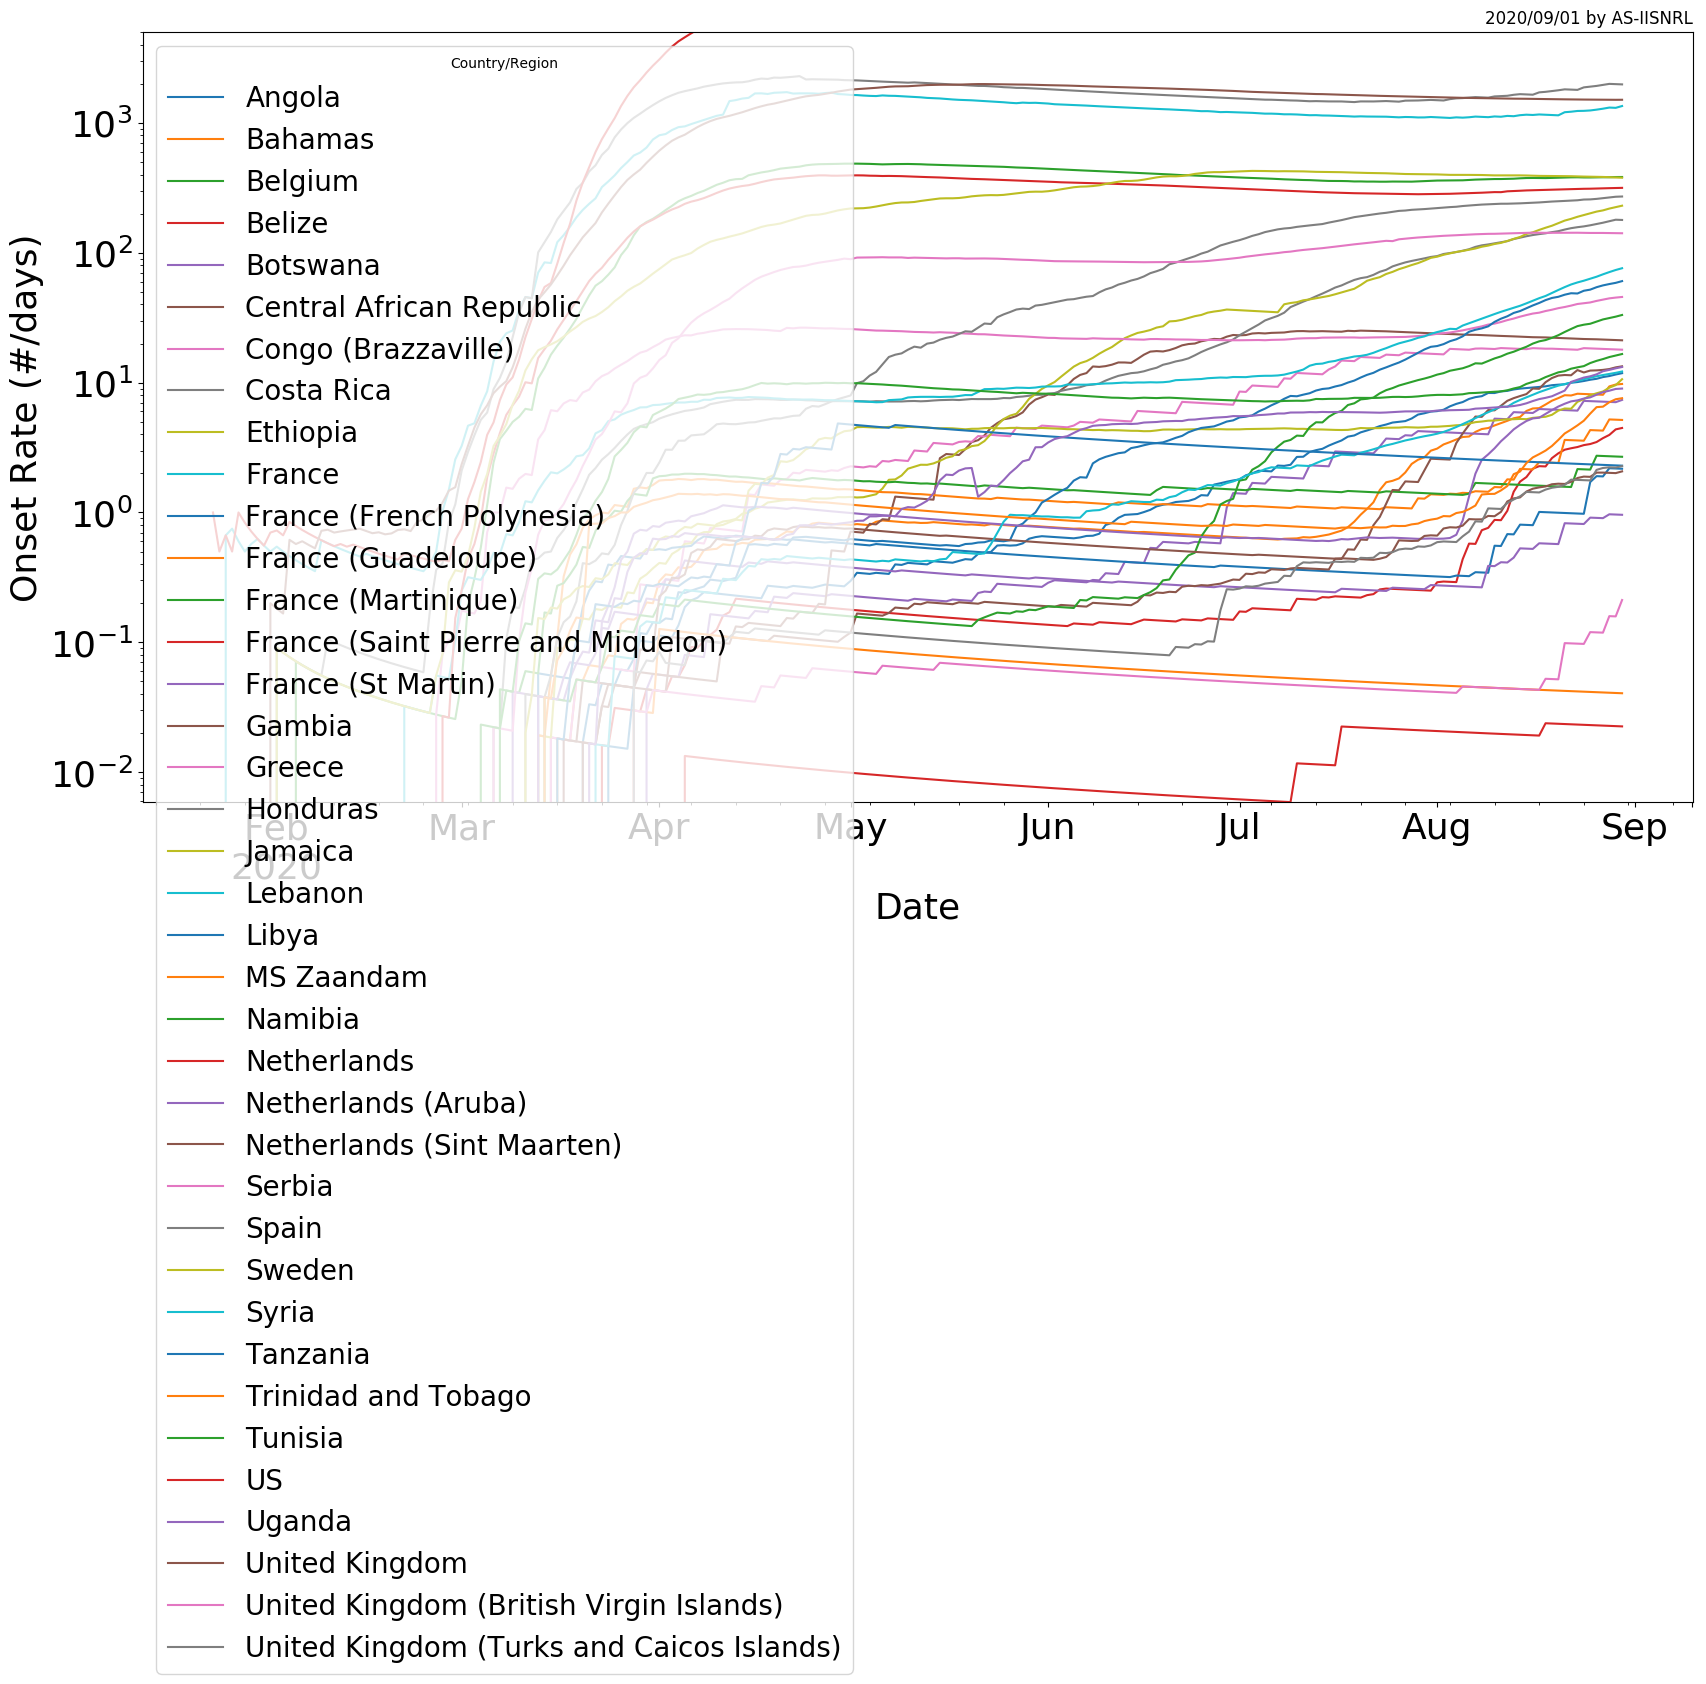 2020/09/01 by AS-IISNRL
Onset Rate (#/days)
10³
10²
10¹
10⁰
10⁻¹
10⁻²
Country/Region
Angola
Bahamas
Belgium
Belize
Botswana
Central African Republic
Congo (Brazzaville)
Costa Rica
Ethiopia
France
France (French Polynesia)
France (Guadeloupe)
France (Martinique)
France (Saint Pierre and Miquelon)
France (St Martin)
Gambia
Greece
Honduras
Jamaica
Lebanon
Libya
MS Zaandam
Namibia
Netherlands
Netherlands (Aruba)
Netherlands (Sint Maarten)
Serbia
Spain
Sweden
Syria
Tanzania
Trinidad and Tobago
Tunisia
US
Uganda
United Kingdom
United Kingdom (British Virgin Islands)
United Kingdom (Turks and Caicos Islands)
Feb Mar Apr May Jun Jul Aug Sep
2020
Date